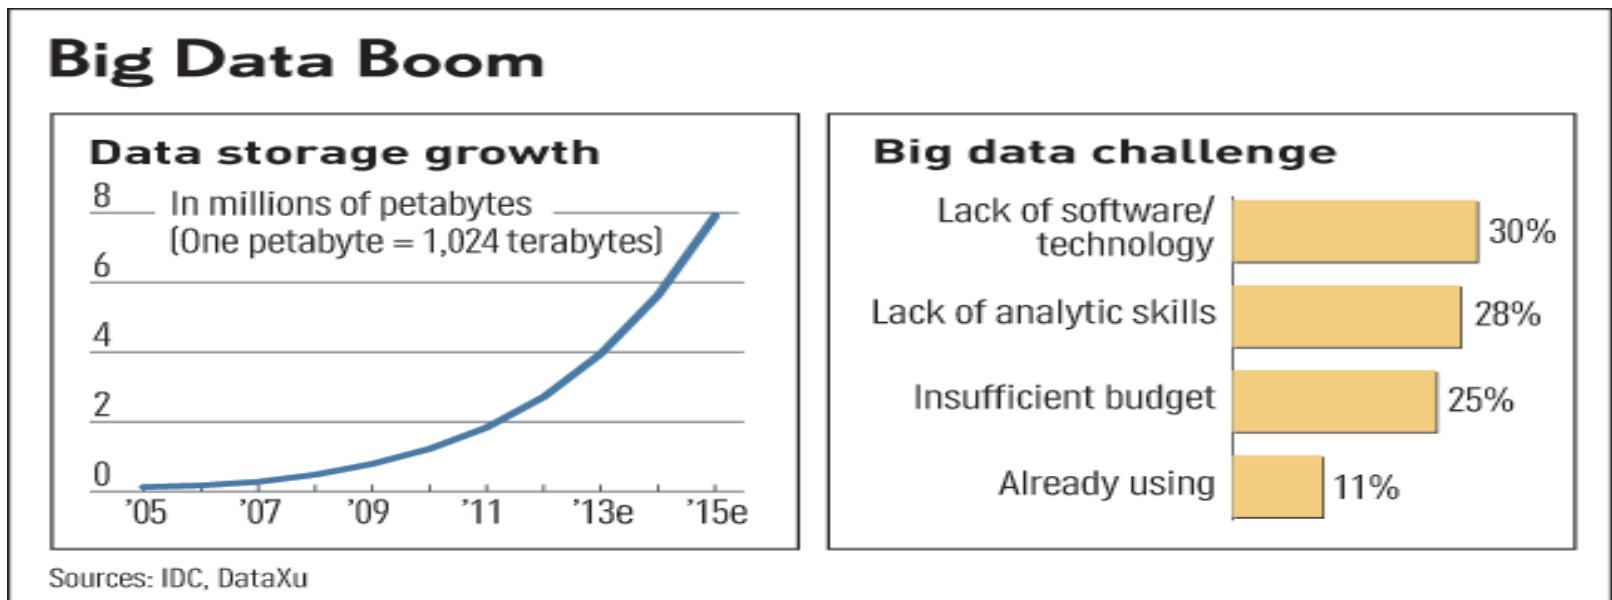 Big Data Boom
Data storage growth
In millions of petabytes
(One petabyte = 1,024 terabytes)
8
6
4
2
0
’05 ’07 ’09 ’11 ’13e ’15e
Big data challenge
Lack of software/
technology
30%
Lack of analytic skills 28%
Insufficient budget 25%
Already using 11%
Sources: IDC, DataXu